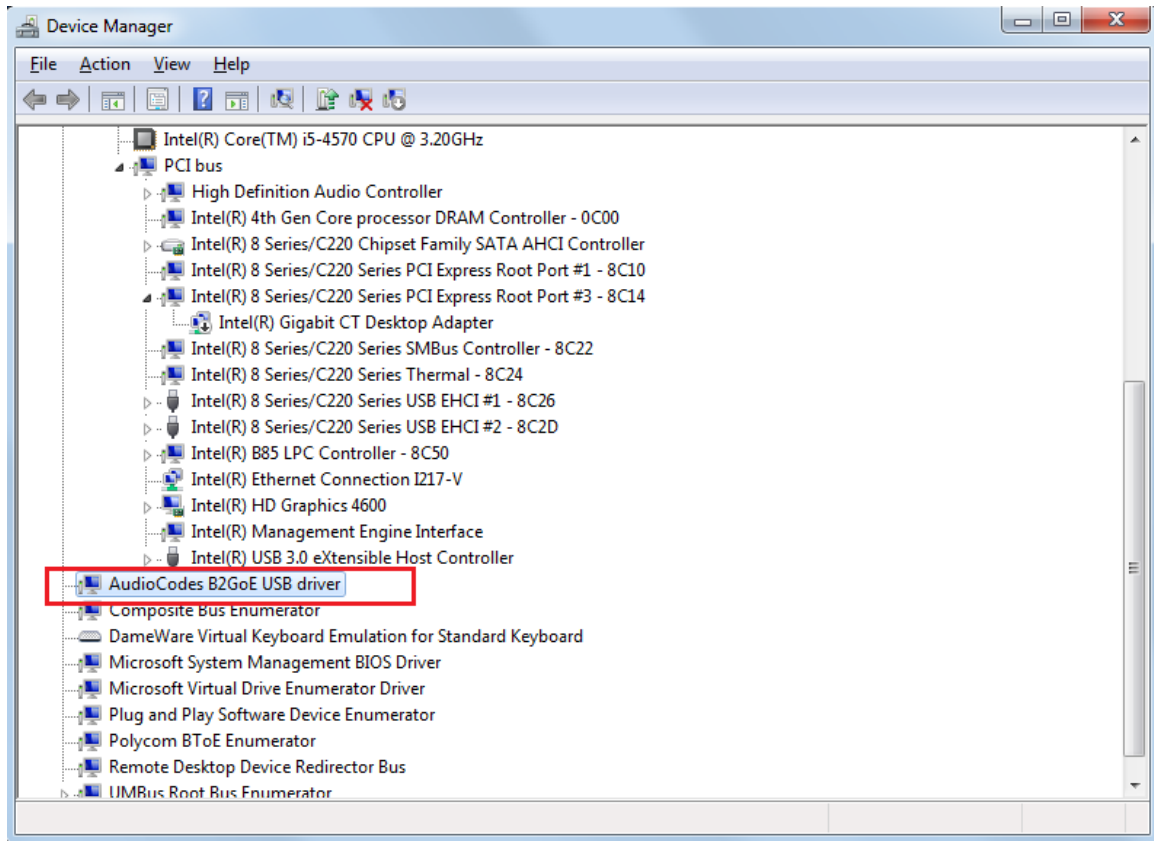 Device Manager
File Action View Help
Intel(R) Core(TM) i5-4570 CPU @ 3.20GHz
PCI bus
High Definition Audio Controller
Intel(R) 4th Gen Core processor DRAM Controller - 0C00
Intel(R) 8 Series/C220 Chipset Family SATA AHCI Controller
Intel(R) 8 Series/C220 Series PCI Express Root Port #1 - 8C10
Intel(R) 8 Series/C220 Series PCI Express Root Port #3 - 8C14
Intel(R) Gigabit CT Desktop Adapter
Intel(R) 8 Series/C220 Series SMBus Controller - 8C22
Intel(R) 8 Series/C220 Series Thermal - 8C24
Intel(R) 8 Series/C220 Series USB EHCI #1 - 8C26
Intel(R) 8 Series/C220 Series USB EHCI #2 - 8C2D
Intel(R) B85 LPC Controller - 8C50
Intel(R) Ethernet Connection I217-V
Intel(R) HD Graphics 4600
Intel(R) Management Engine Interface
Intel(R) USB 3.0 eXtensible Host Controller
AudioCodes B2GoE USB driver
Composite Bus Enumerator
DameWare Virtual Keyboard Emulation for Standard Keyboard
Microsoft System Management BIOS Driver
Microsoft Virtual Drive Enumerator Driver
Plug and Play Software Device Enumerator
Polycom BToE Enumerator
Remote Desktop Device Redirector Bus
UMBus Root Bus Enumerator